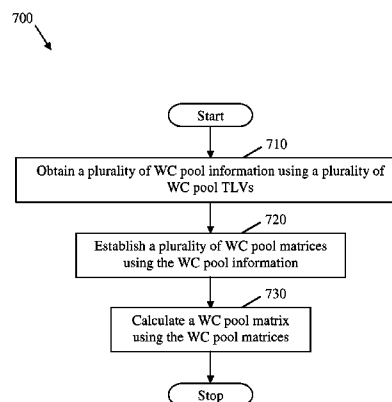 700
Start
710
Obtain a plurality of WC pool information using a plurality of
WC pool TLVs
720
Establish a plurality of WC pool matrices
using the WC pool information
730
Calculate a WC pool matrix
using the WC pool matrices
Stop